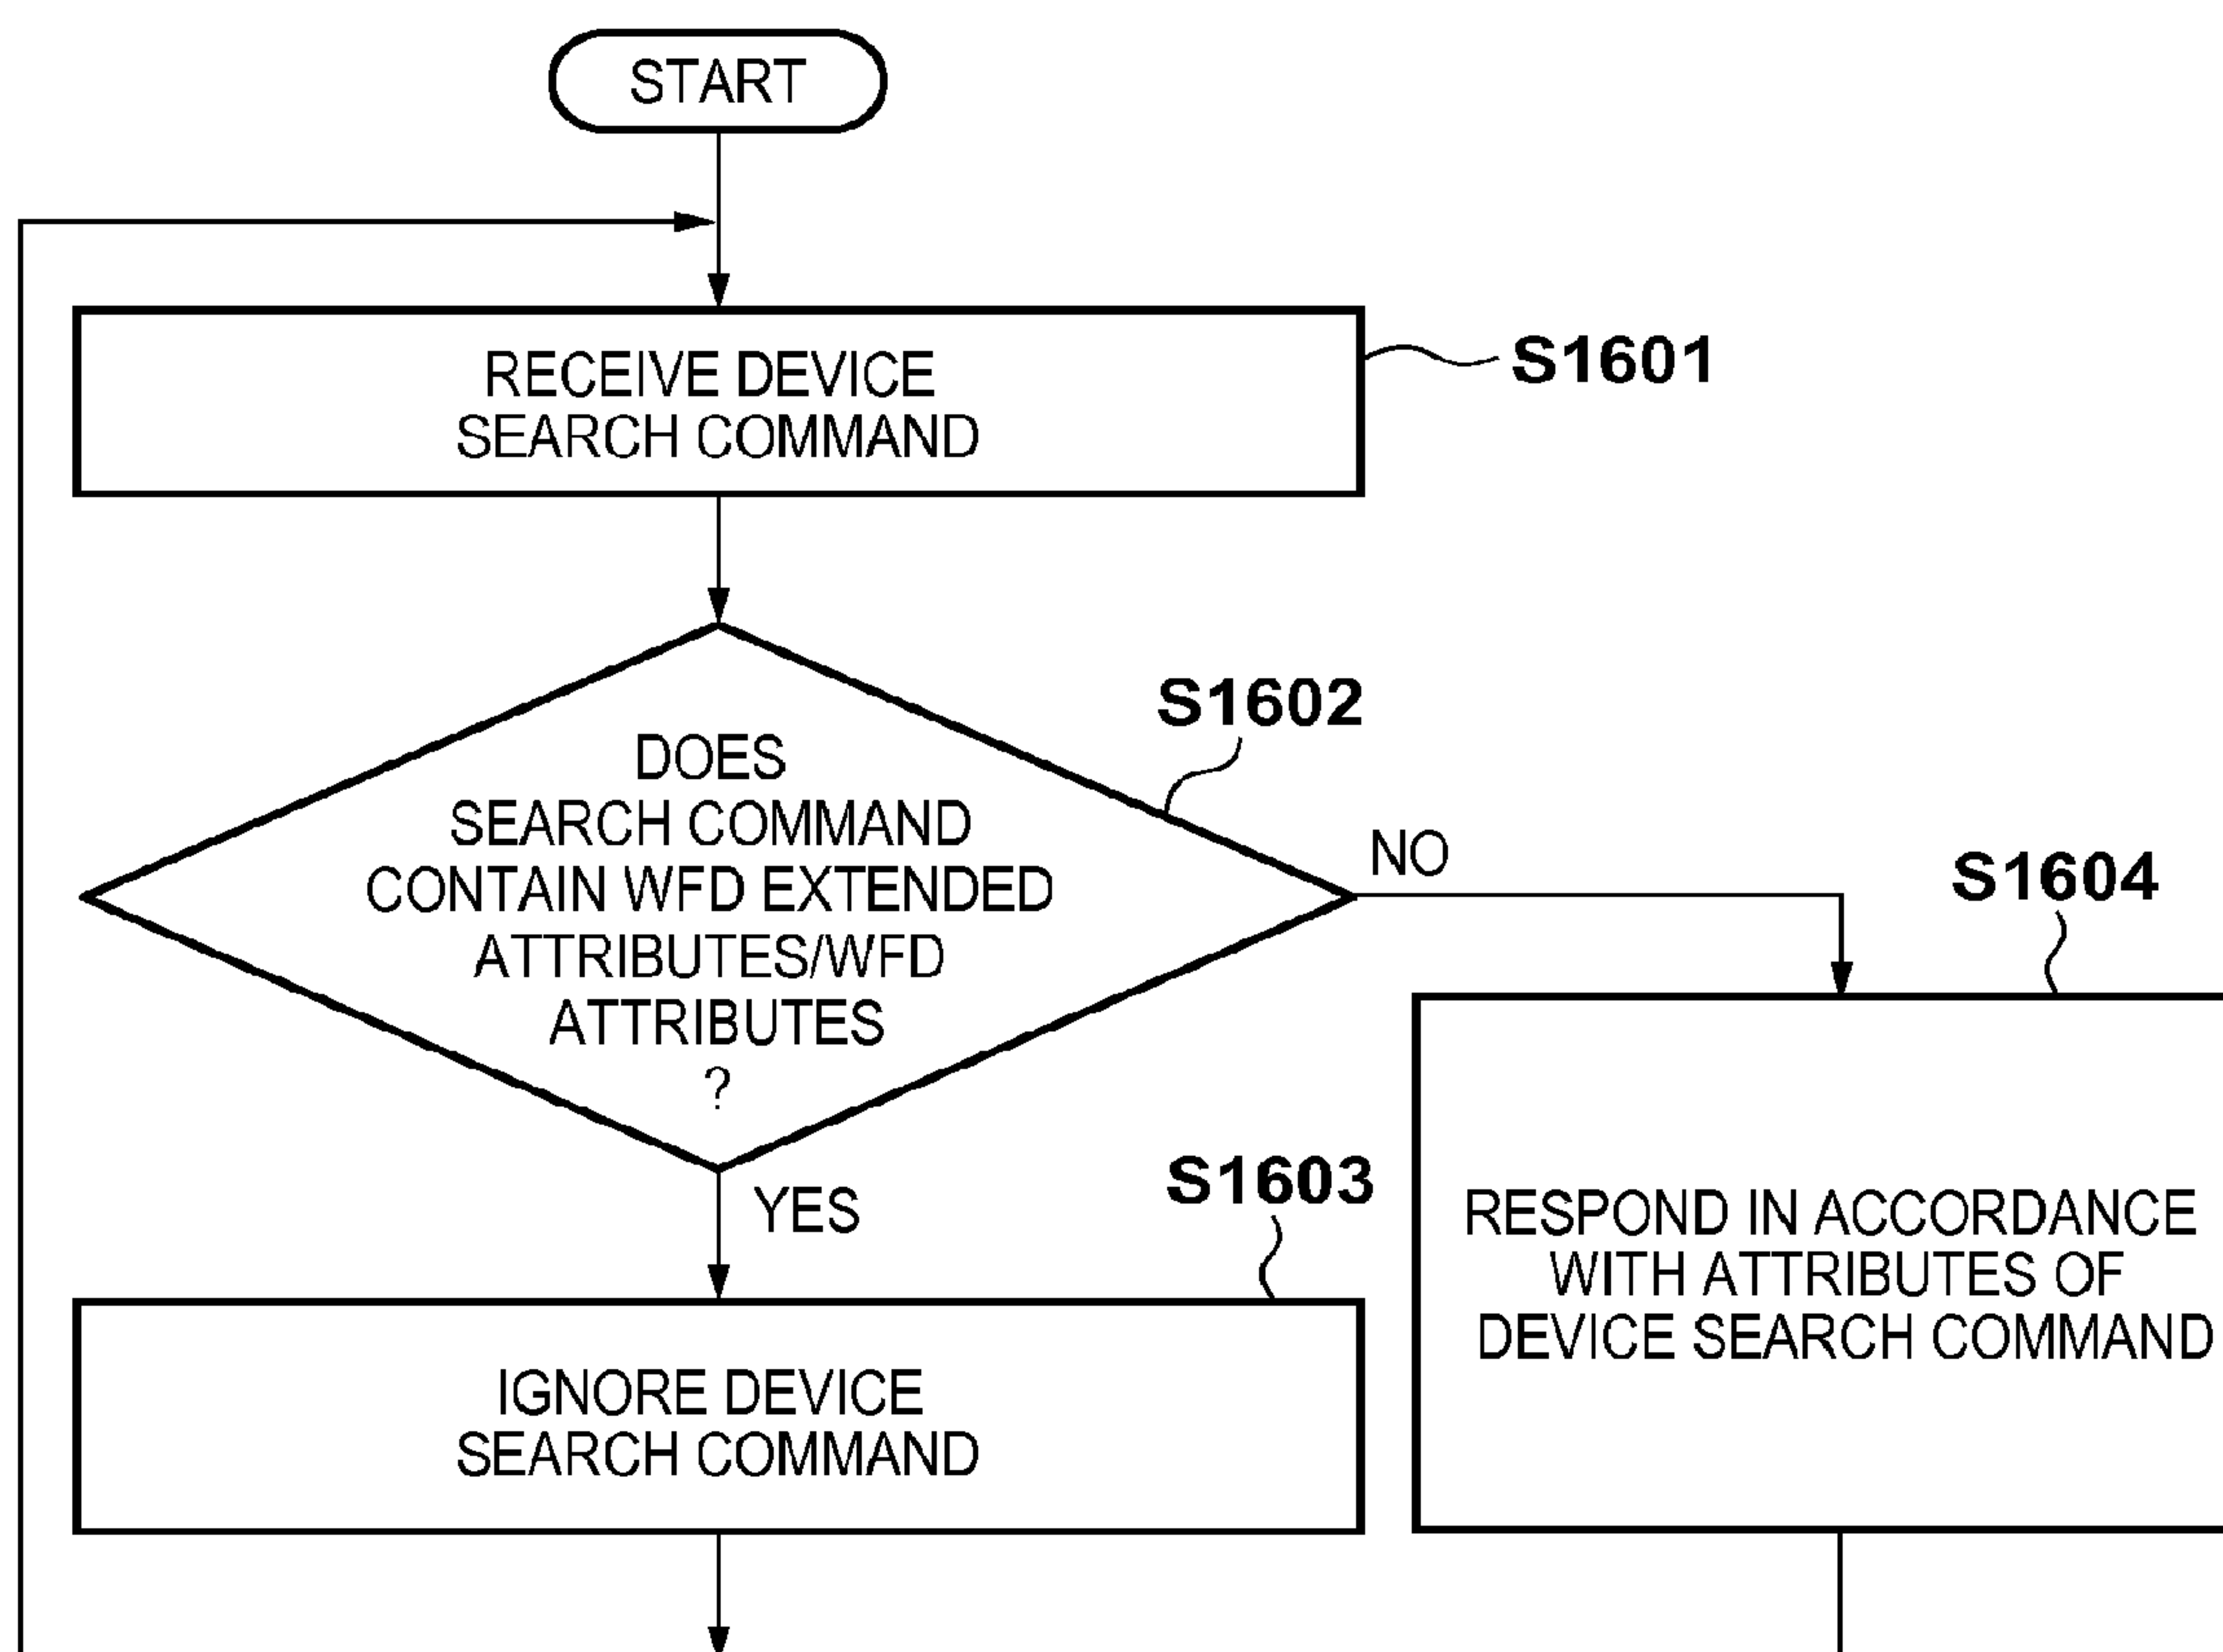 START
RECEIVE DEVICE
SEARCH COMMAND
S1601
DOES
SEARCH COMMAND
CONTAIN WFD EXTENDED
ATTRIBUTES/WFD
ATTRIBUTES
?
S1602
NO
YES
S1604
RESPOND IN ACCORDANCE
WITH ATTRIBUTES OF
DEVICE SEARCH COMMAND
S1603
IGNORE DEVICE
SEARCH COMMAND